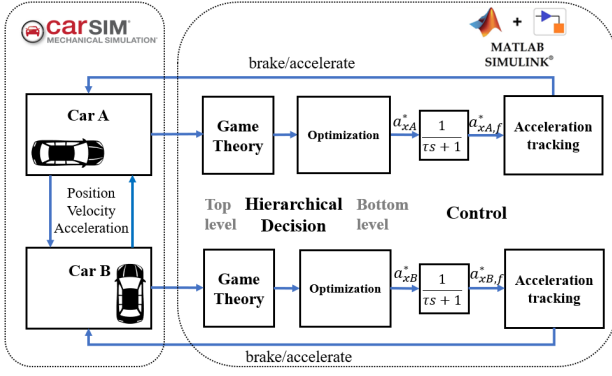 carSIM®
MECHANICAL SIMULATION®
+
MATLAB
SIMULINK®
brake/accelerate
Car A
Game
Theory
Optimization
a*xA
1
τs + 1
a*xA,f
Acceleration
tracking
Position
Velocity
Acceleration
Top
level
Hierarchical
Decision
Bottom
level
Control
Car B
Game
Theory
Optimization
a*xB
1
τs + 1
a*xB,f
Acceleration
tracking
brake/accelerate